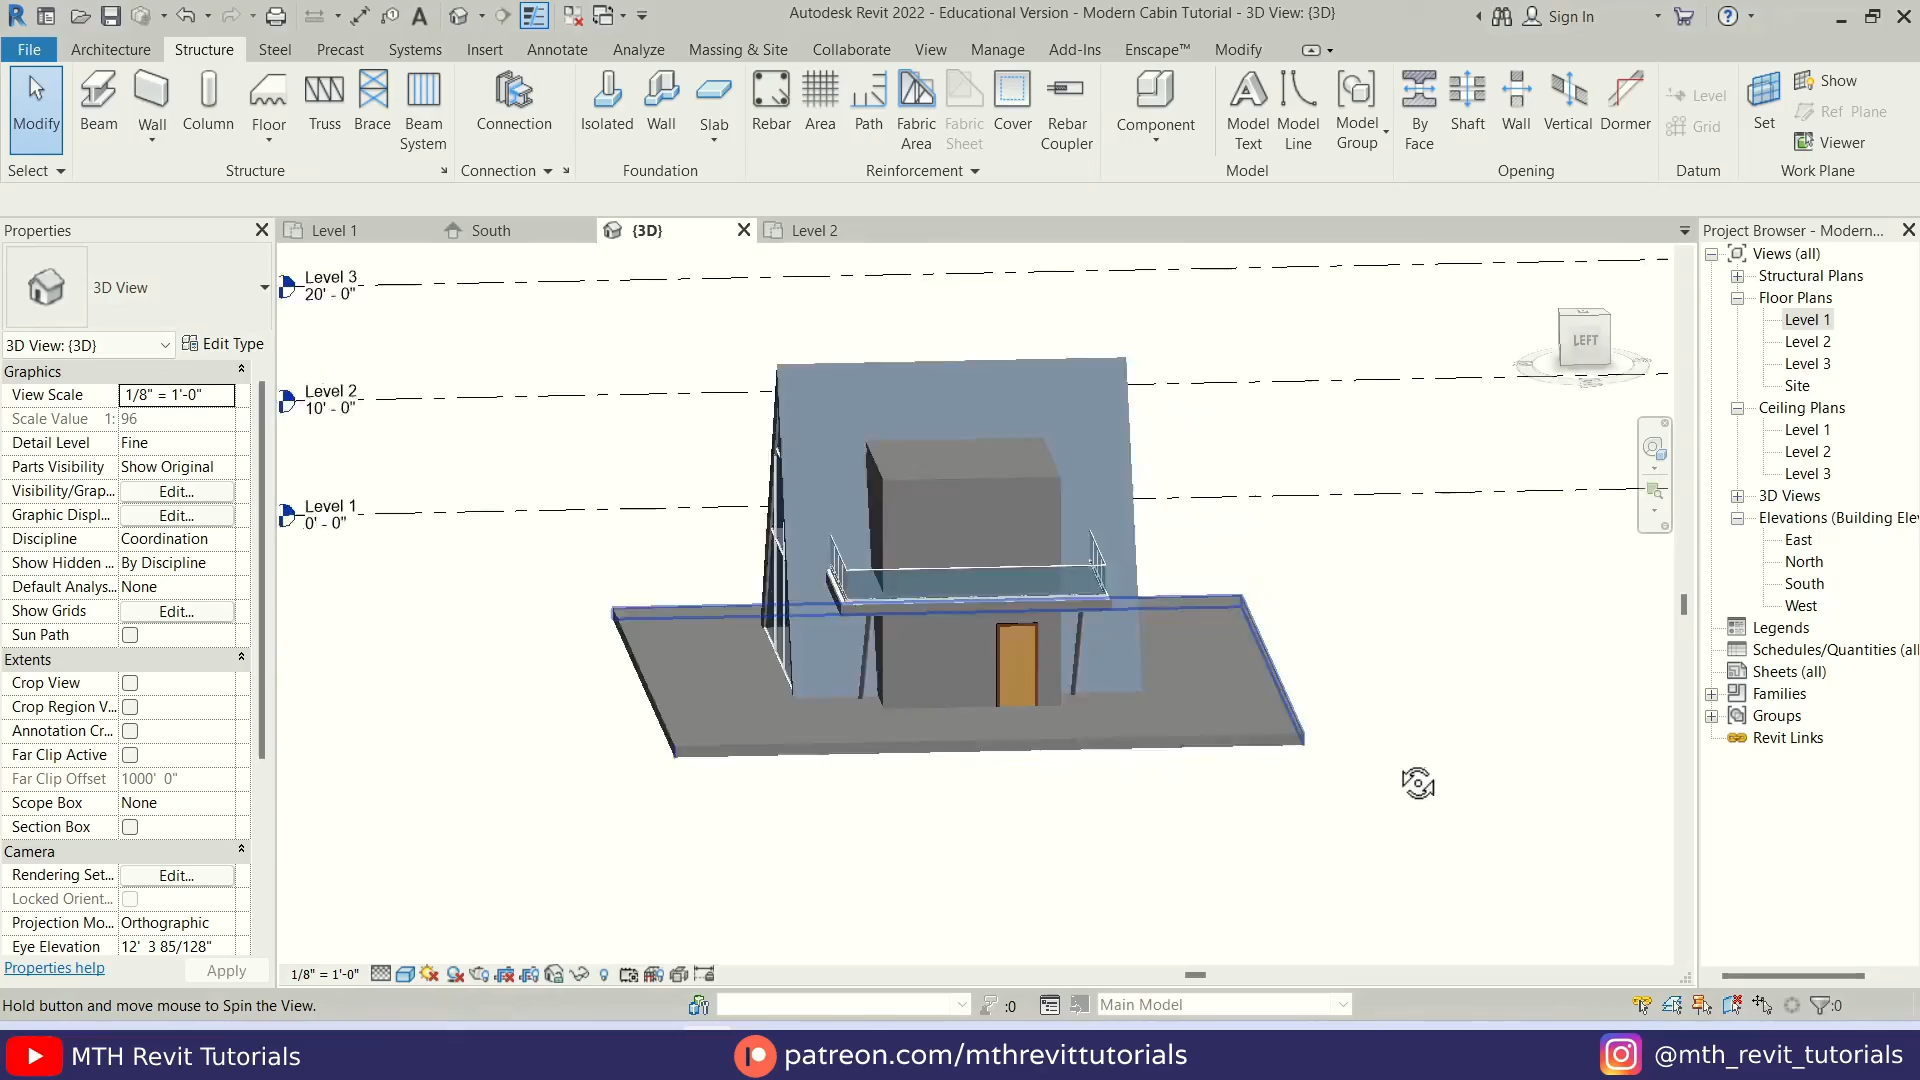 Autodesk Revit 2022 - Educational Version - Modern Cabin Tutorial - 3D View: {3D}
Sign In
File Architecture Structure Steel Precast Systems Insert Annotate Analyze Massing & Site Collaborate View Manage Add-Ins Enscape™ Modify
Modify Beam Wall Column Floor Truss Brace Beam System Connection Isolated Wall Slab Rebar Area Path Fabric Area Fabric Sheet Cover Rebar Coupler Component Model Text Model Line Model Group By Face Shaft Wall Vertical Dormer Level Grid Set Show Ref Plane Viewer
Select Structure Connection Foundation Reinforcement Model Opening Datum Work Plane
Properties
Level 1 South {3D} Level 2
Project Browser - Modern...
3D View
3D View: {3D} Edit Type
Graphics
View Scale 1/8" = 1'-0"
Scale Value 1: 96
Detail Level Fine
Parts Visibility Show Original
Visibility/Grap... Edit...
Graphic Displ... Edit...
Discipline Coordination
Show Hidden ... By Discipline
Default Analys... None
Show Grids Edit...
Sun Path
Extents
Crop View
Crop Region V...
Annotation Cr...
Far Clip Active
Far Clip Offset 1000' 0"
Scope Box None
Section Box
Camera
Rendering Set... Edit...
Locked Orient...
Projection Mo... Orthographic
Eye Elevation 12' 3 85/128"
Properties help Apply
Level 3
20' - 0"
Level 2
10' - 0"
Level 1
0' - 0"
LEFT
Views (all)
Structural Plans
Floor Plans
Level 1
Level 2
Level 3
Site
Ceiling Plans
Level 1
Level 2
Level 3
3D Views
Elevations (Building Ele
East
North
South
West
Legends
Schedules/Quantities (all
Sheets (all)
Families
Groups
Revit Links
1/8" = 1'-0"
Hold button and move mouse to Spin the View.
:0
Main Model
:0
MTH Revit Tutorials
patreon.com/mthrevittutorials
@mth_revit_tutorials